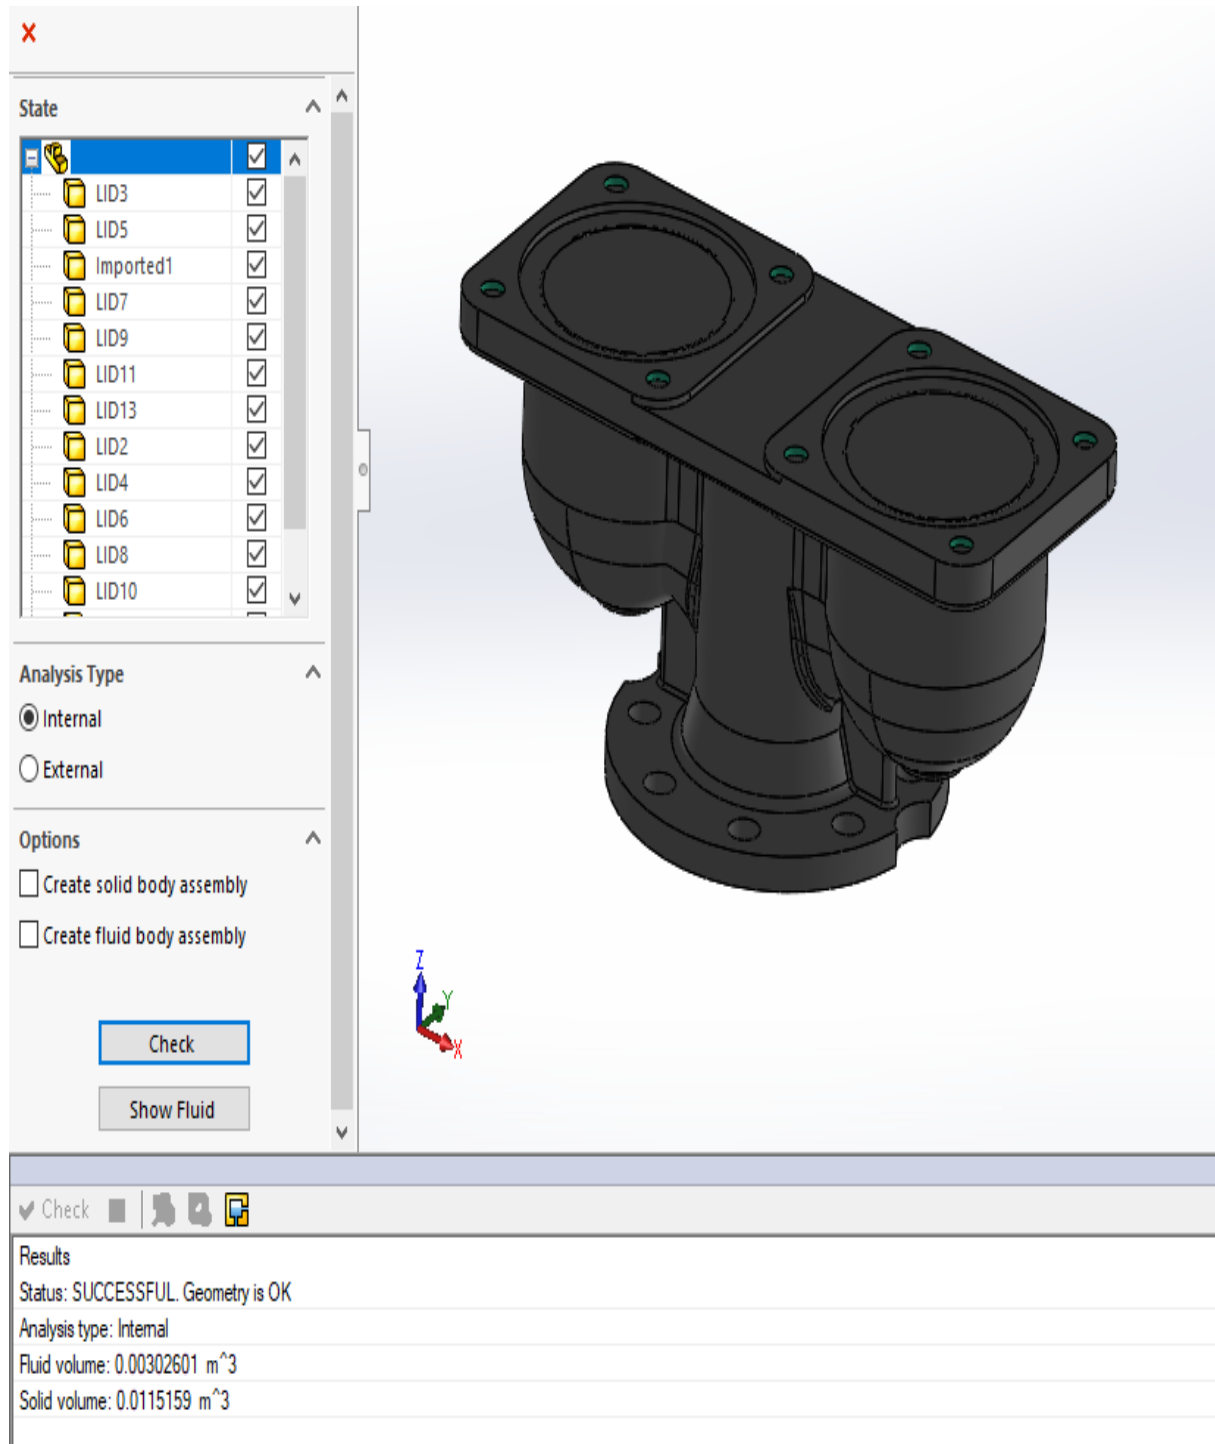 State
LID3
LID5
Imported1
LID7
LID9
LID11
LID13
LID2
LID4
LID6
LID8
LID10
Analysis Type
Internal
External
Options
Create solid body assembly
Create fluid body assembly
Check
Show Fluid
Z
Y
X
Check
Results
Status: SUCCESSFUL. Geometry is OK
Analysis type: Internal
Fluid volume: 0.00302601 m^3
Solid volume: 0.0115159 m^3